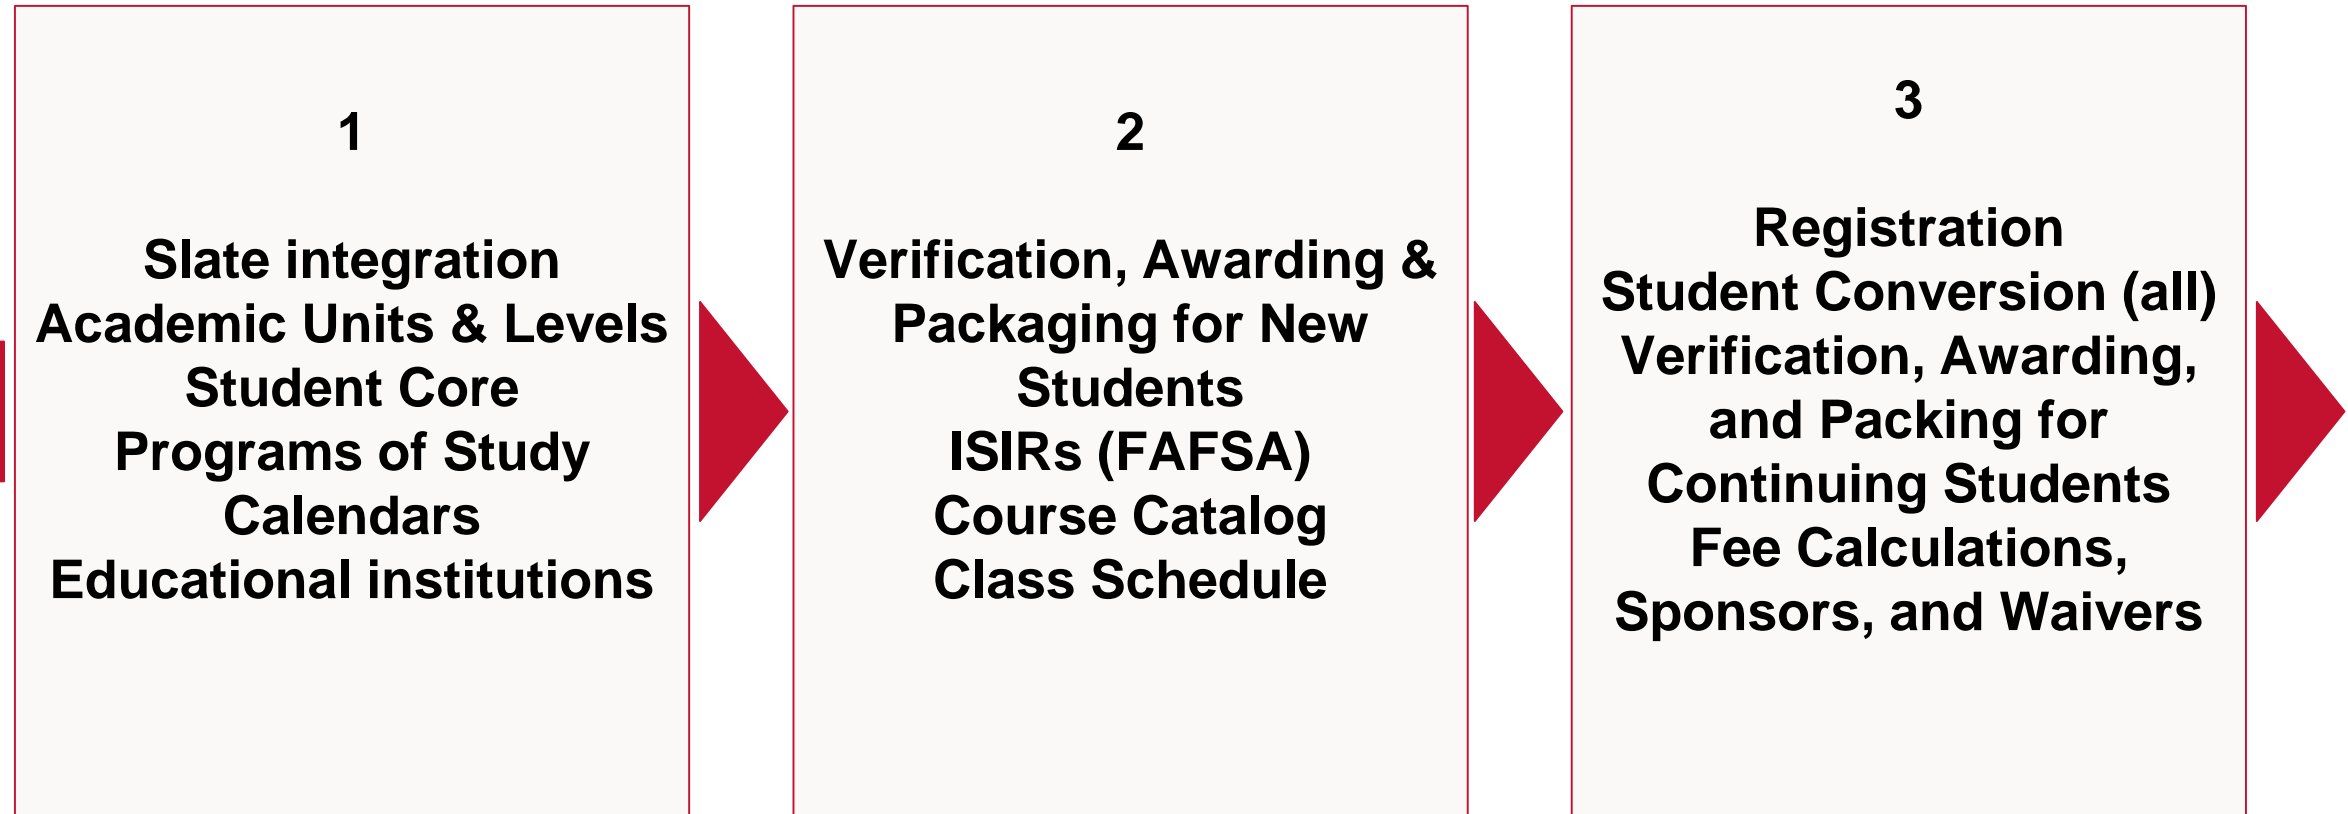 1
Slate integration
Academic Units & Levels
Student Core
Programs of Study
Calendars
Educational institutions
2
Verification, Awarding &
Packaging for New
Students
ISIRs (FAFSA)
Course Catalog
Class Schedule
3
Registration
Student Conversion (all)
Verification, Awarding,
and Packing for
Continuing Students
Fee Calculations,
Sponsors, and Waivers